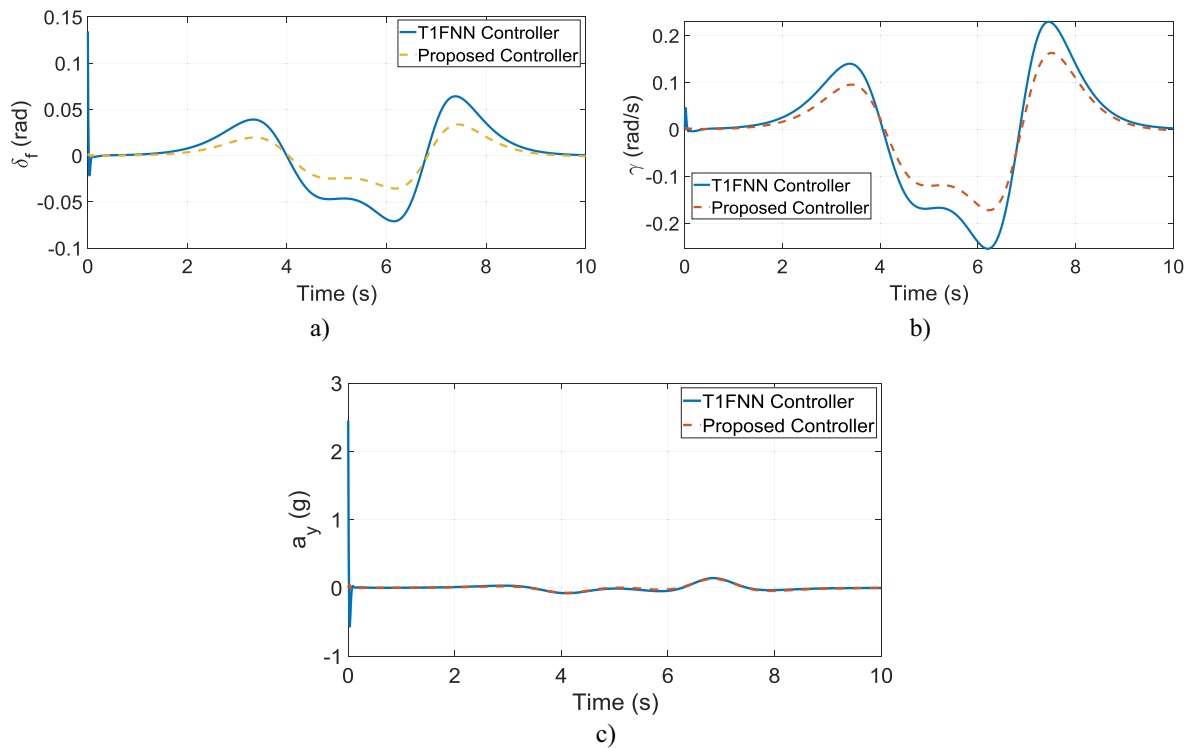 0.15
0.1
0.05
0
-0.05
-0.1
δf (rad)
T1FNN Controller
Proposed Controller
0 2 4 6 8 10
Time (s)
a)
0.2
0.1
0
-0.1
-0.2
γ (rad/s)
T1FNN Controller
Proposed Controller
0 2 4 6 8 10
Time (s)
b)
3
2
1
0
-1
ay (g)
T1FNN Controller
Proposed Controller
0 2 4 6 8 10
Time (s)
c)